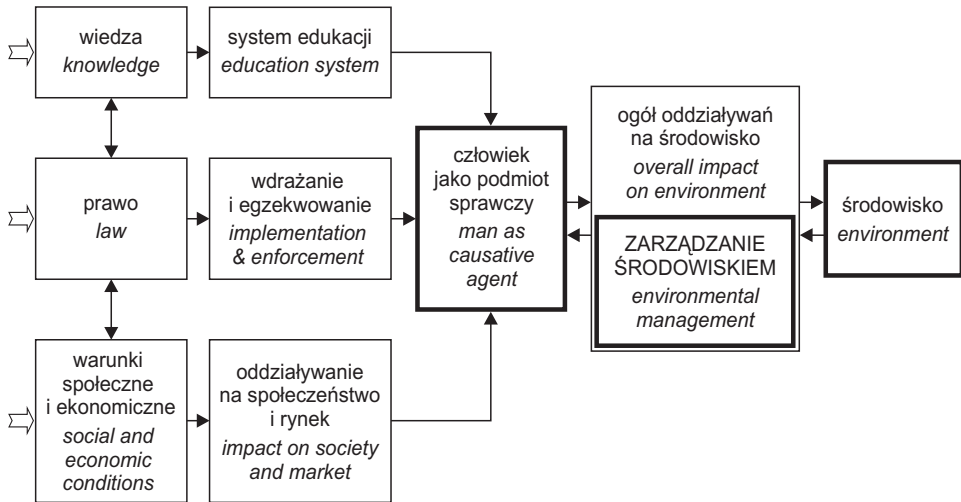 wiedza
knowledge
system edukacji
education system
prawo
law
wdrażanie
i egzekwowanie
implementation
& enforcement
warunki
społeczne
i ekonomiczne
social and
economic
conditions
oddziaływanie
na społeczeństwo
i rynek
impact on society
and market
człowiek
jako podmiot
sprawczy
man as
causative
agent
ogół oddziaływań
na środowisko
overall impact
on environment
ZARZĄDZANIE
ŚRODOWISKIEM
environmental
management
środowisko
environment